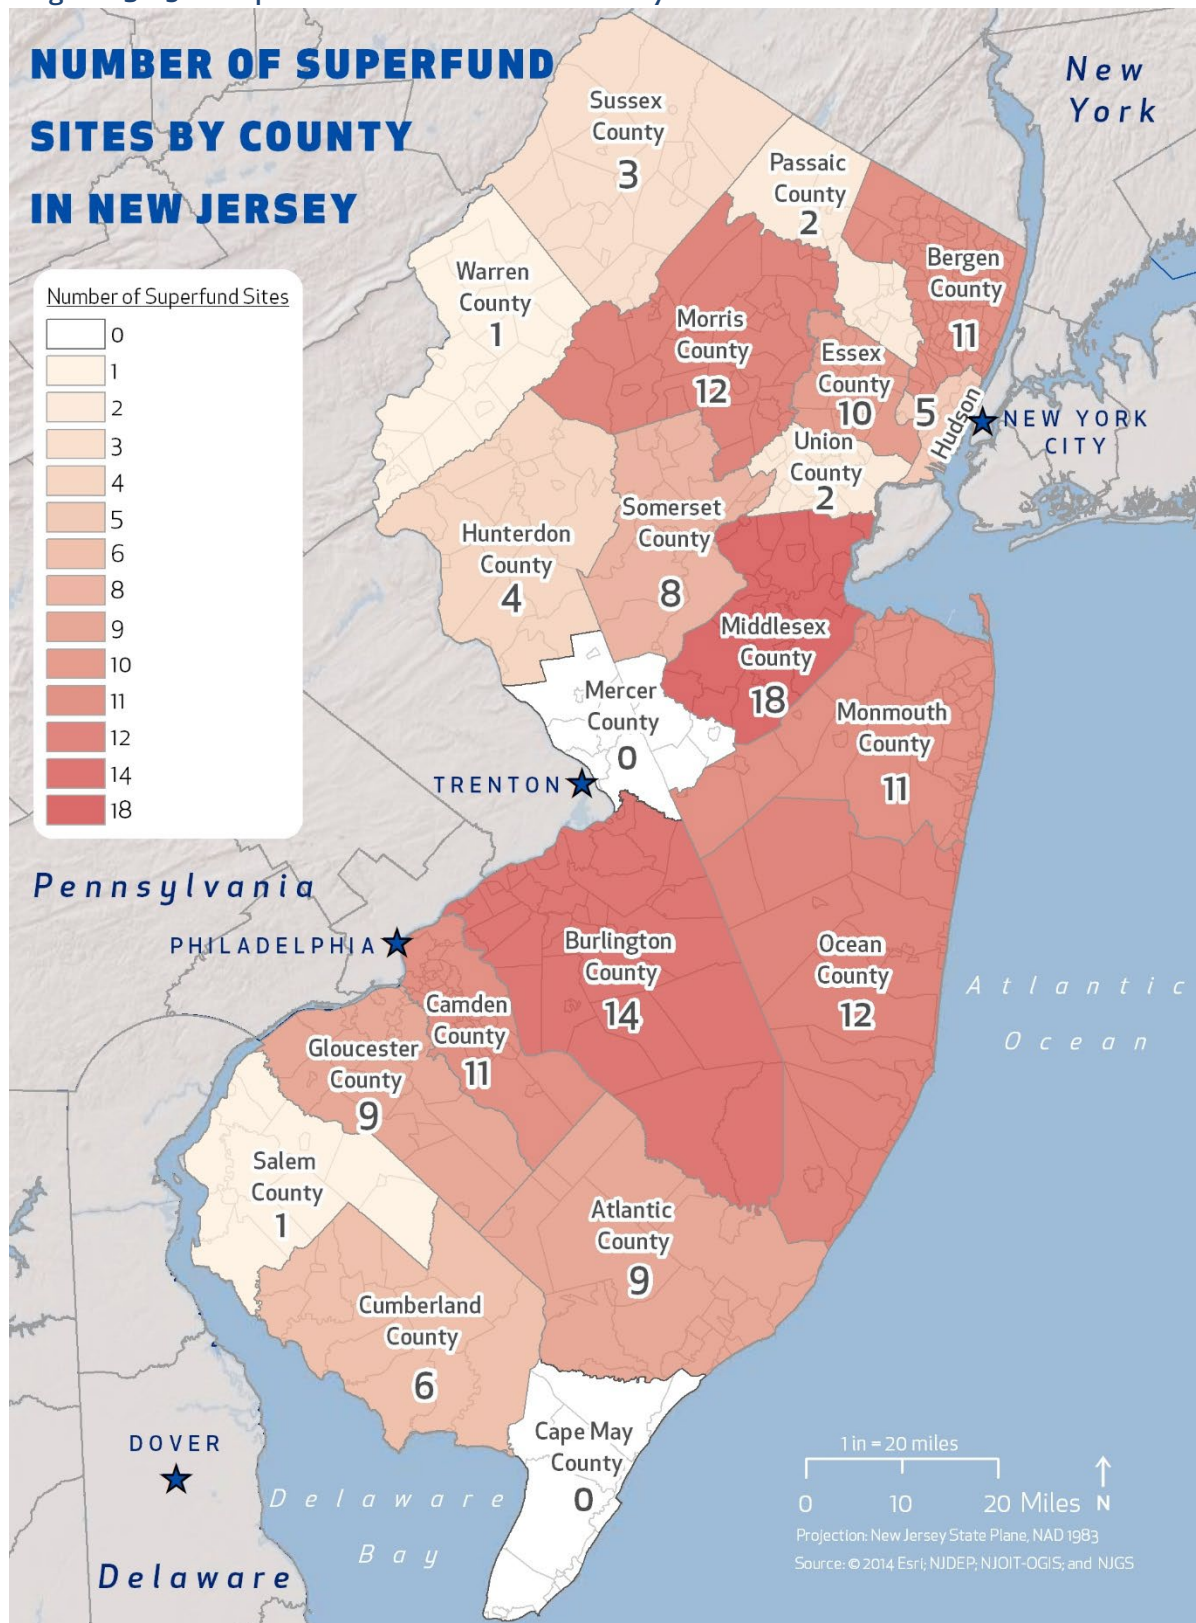 NUMBER OF SUPERFUND
SITES BY COUNTY
IN NEW JERSEY
Number of Superfund Sites
0
1
2
3
4
5
6
8
9
10
11
12
14
18
New
York
Sussex
County
3
Passaic
County
2
Bergen
County
11
Warren
County
1
Morris
County
12
Essex
County
10
5
Hudson
NEW YORK
CITY
Union
County
2
Somerset
County
8
Hunterdon
County
4
Middlesex
County
18
Mercer
County
0
Monmouth
County
11
TRENTON
Pennsylvania
PHILADELPHIA
Burlington
County
14
Ocean
County
12
Atlantic
Ocean
Camden
County
11
Gloucester
County
9
Salem
County
1
Atlantic
County
9
Cumberland
County
6
Cape May
County
0
DOVER
Delaware
Bay
Delaware
1 in = 20 miles
0 10 20 Miles N
Projection: New Jersey State Plane, NAD 1983
Source: © 2014 Esri; NJDEP; NJOIT-OGIS; and NJGS